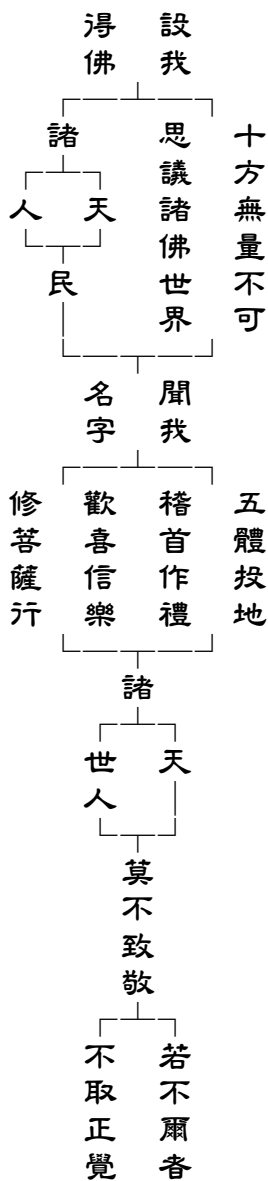 設我
得佛
十方無量不可
思議諸佛世界
諸
天
人
民
聞我
名字
五體投地
稽首作禮
歡喜信樂
修菩薩行
諸
天
世人
莫不致敬
若不爾者
不取正覺